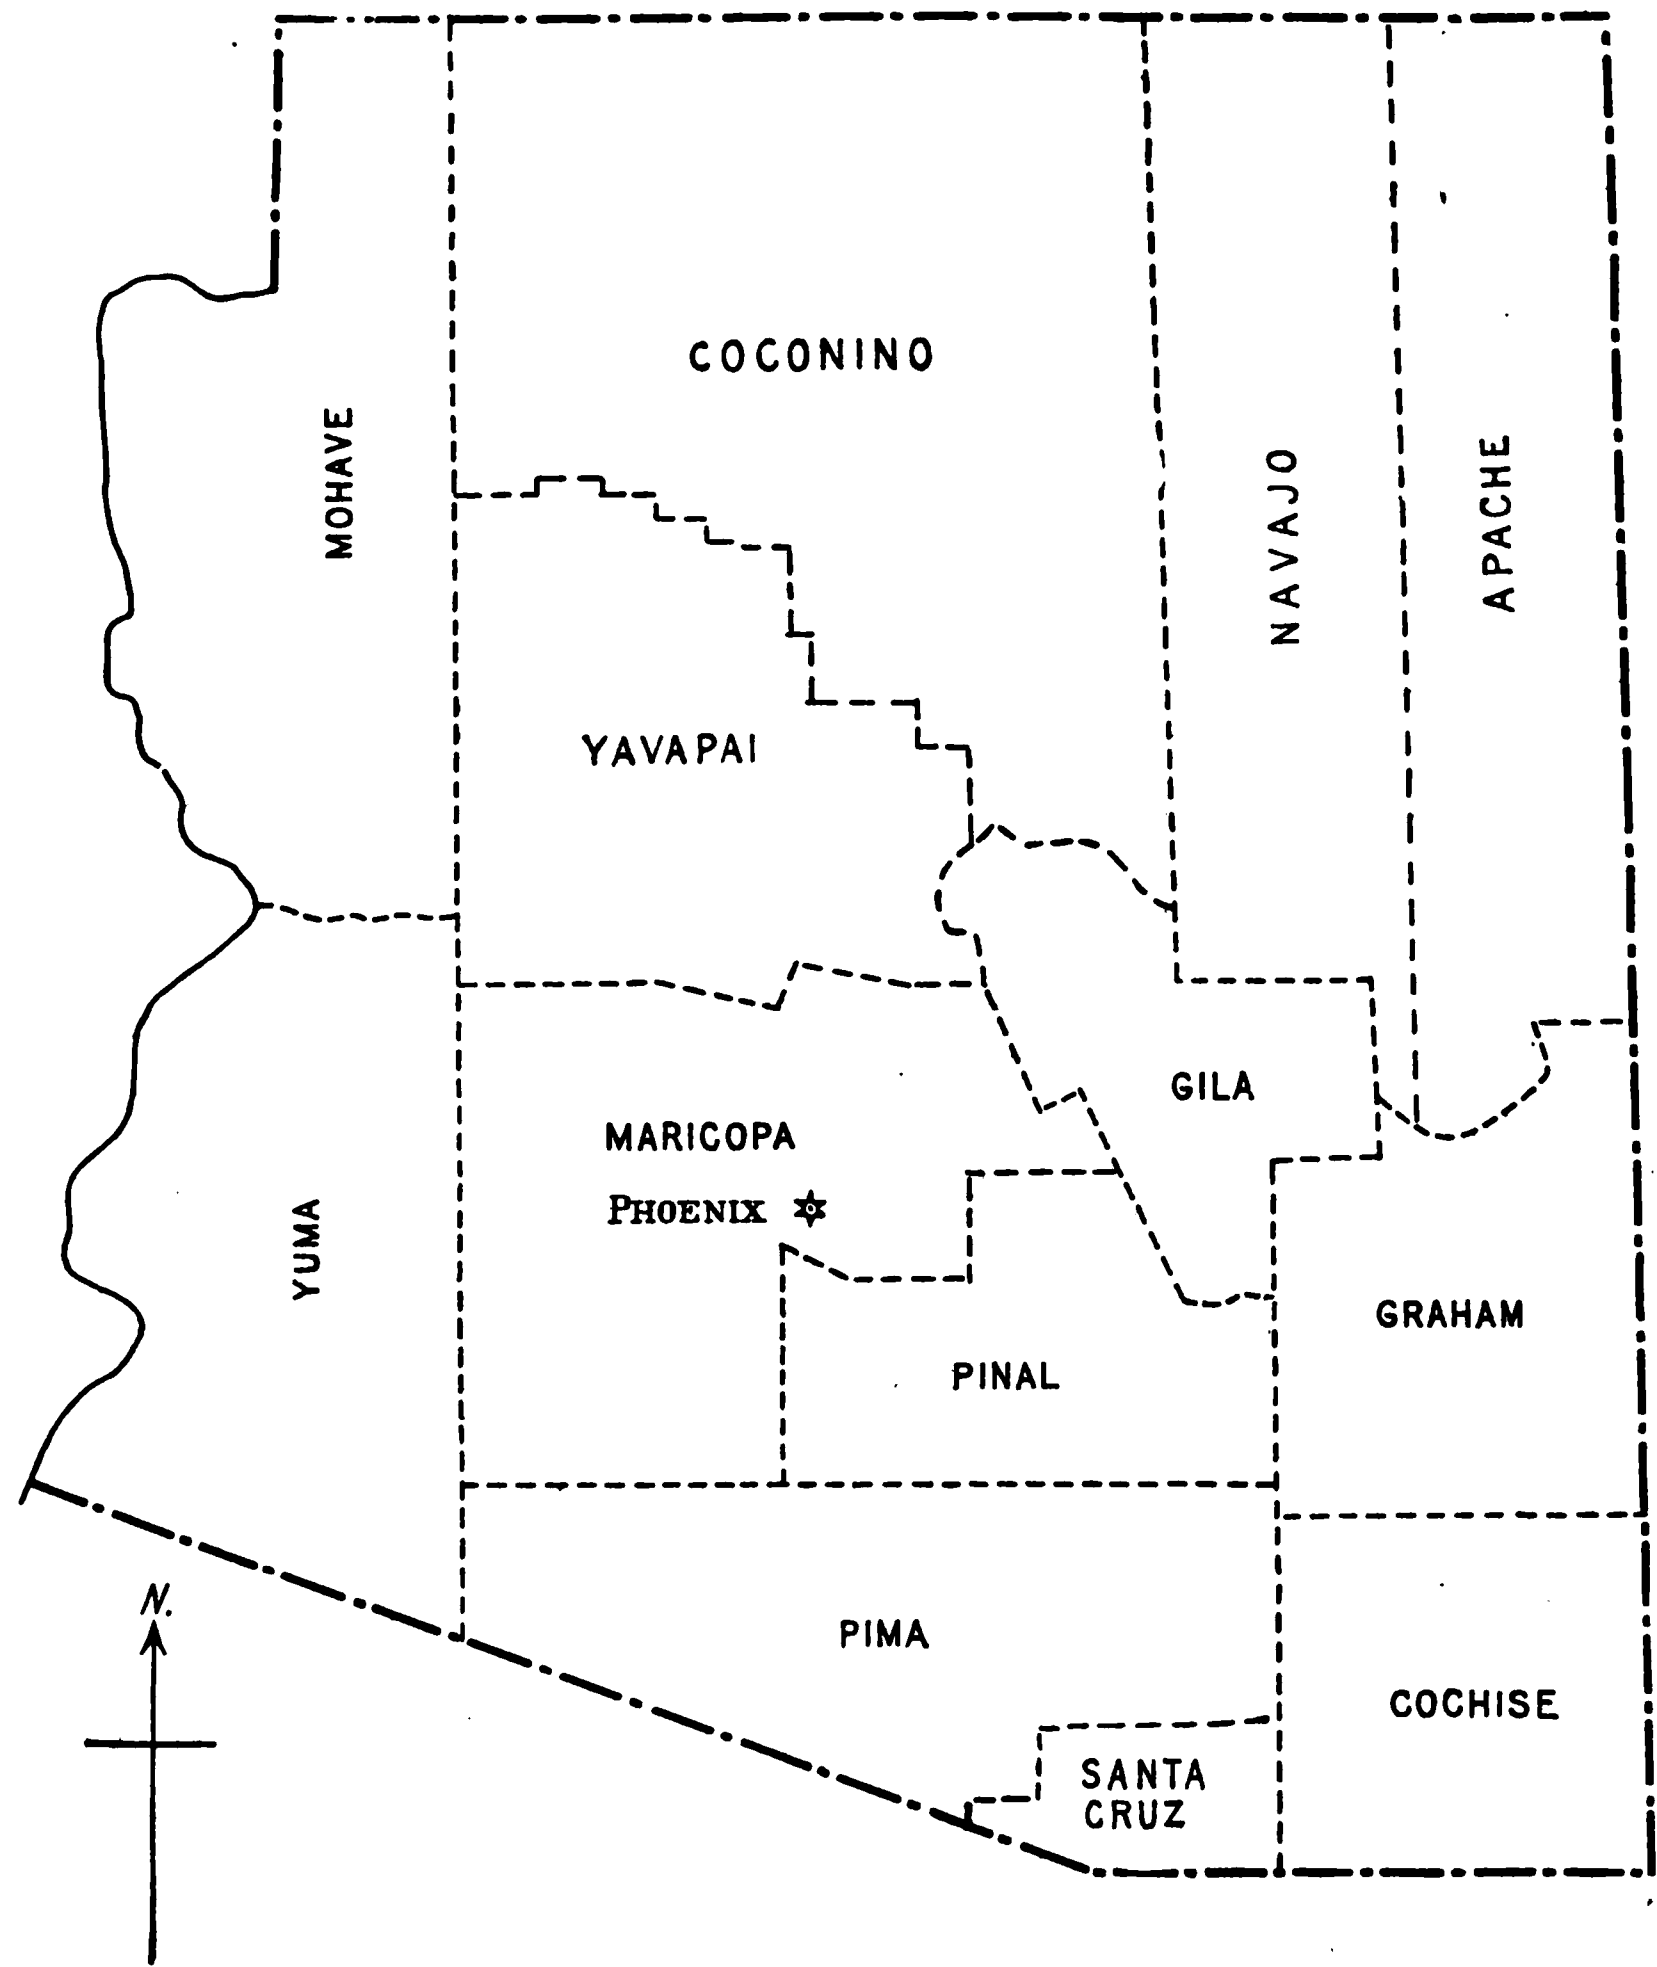 COCONINO
MOHAVE
NAVAJO
APACHE
YAVAPAI
GILA
MARICOPA
PHOENIX
YUMA
GRAHAM
PINAL
N.
PIMA
COCHISE
SANTA
CRUZ